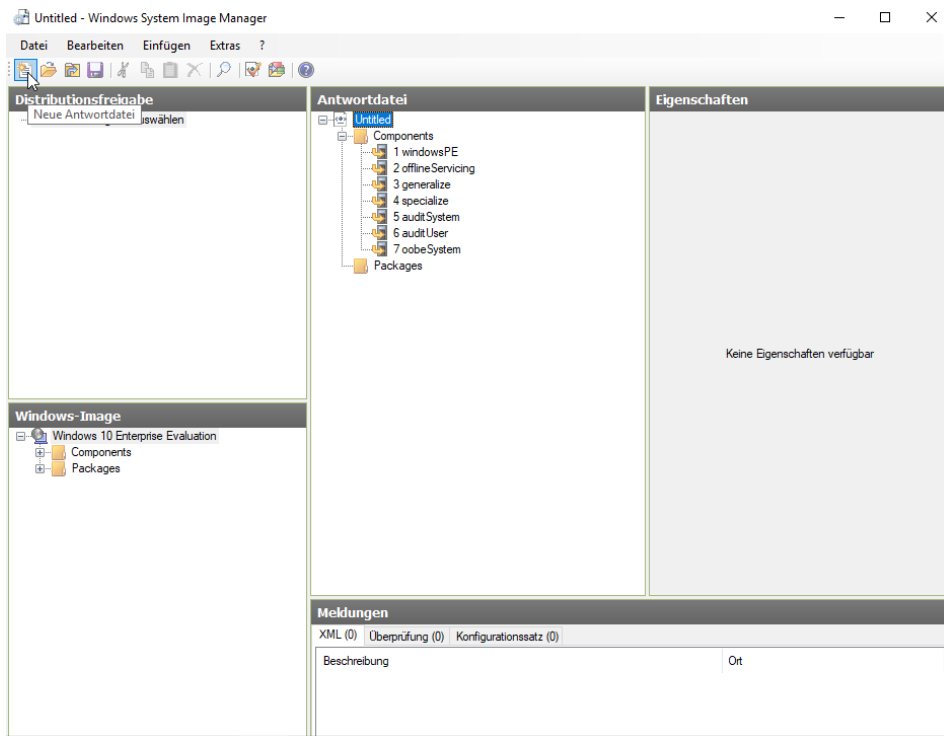 Untitled - Windows System Image Manager
Datei Bearbeiten Einfügen Extras ?
Distributionsfreigabe
Neue Antwortdatei
uswählen
Antwortdatei
Untitled
Components
1 windowsPE
2 offlineServicing
3 generalize
4 specialize
5 auditSystem
6 auditUser
7 oobeSystem
Packages
Eigenschaften
Keine Eigenschaften verfügbar
Windows-Image
Windows 10 Enterprise Evaluation
Components
Packages
Meldungen
XML (0) Überprüfung (0) Konfigurationssatz (0)
Beschreibung Ort